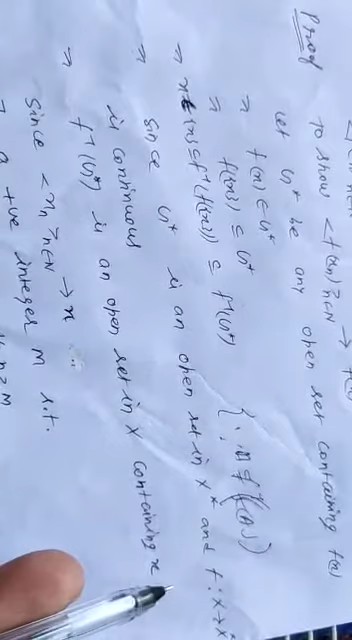 Proof
to show <f(xn)>n∈N → f(x)
Let G* be any open set containing f(x)
⇒ f(x) ∈ G*
⇒ f({x}) ⊆ G*
⇒ {x} ⊆ f⁻¹(f({x})) ⊆ f⁻¹(G*) {∵ A ⊆ f⁻¹(f(A))}
Since G* is an open set in X* and f: X→X*
is continuous
⇒ f⁻¹(G*) is an open set in X containing x
Since <xn>n∈N → x
a +ve integer m s.t.